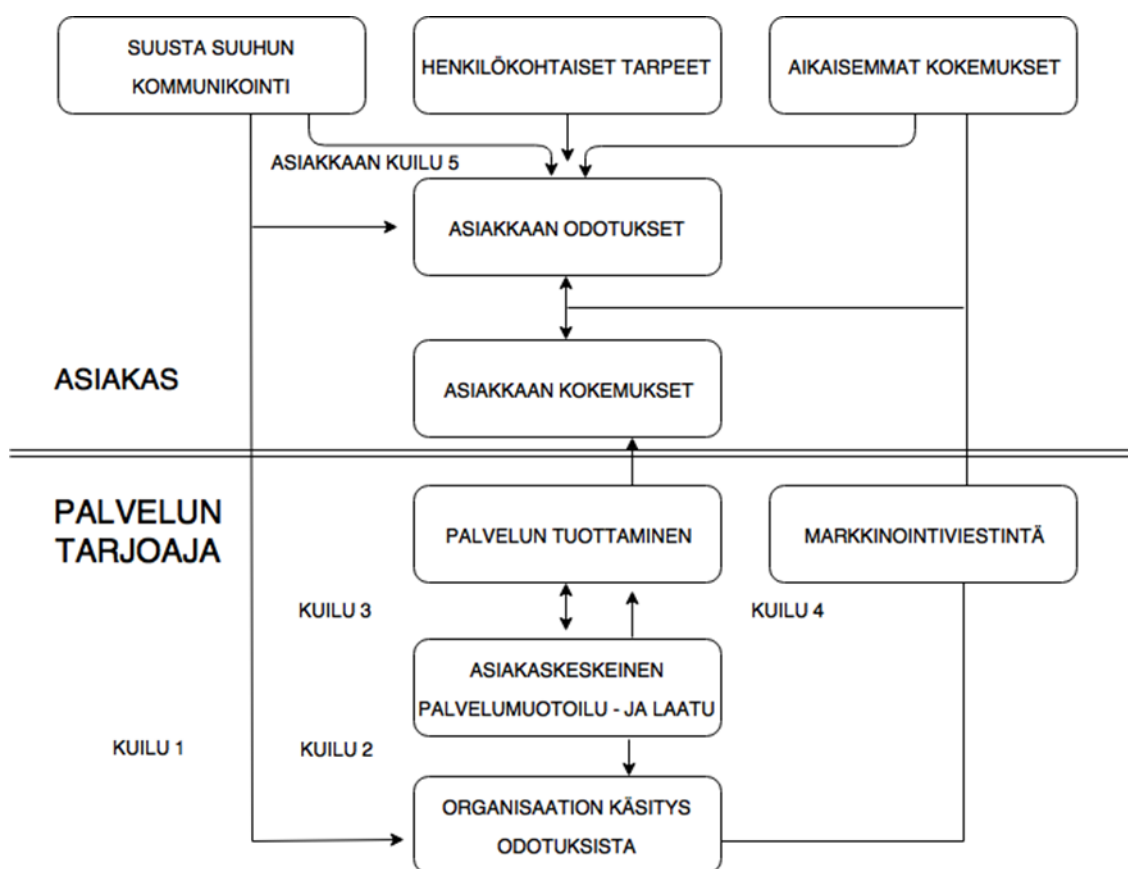 SUUSTA SUUHUN
KOMMUNIKOINTI
HENKILÖKOHTAISET TARPEET
AIKAISEMMAT KOKEMUKSET
ASIAKKAAN KUILU 5
ASIAKKAAN ODOTUKSET
ASIAKAS
ASIAKKAAN KOKEMUKSET
PALVELUN
TARJOAJA
PALVELUN TUOTTAMINEN
MARKKINOINTIVIESTINTÄ
KUILU 3
KUILU 4
ASIAKASKESKEINEN
PALVELUMUOTOILU - JA LAATU
KUILU 1
KUILU 2
ORGANISAATION KÄSITYS
ODOTUKSISTA